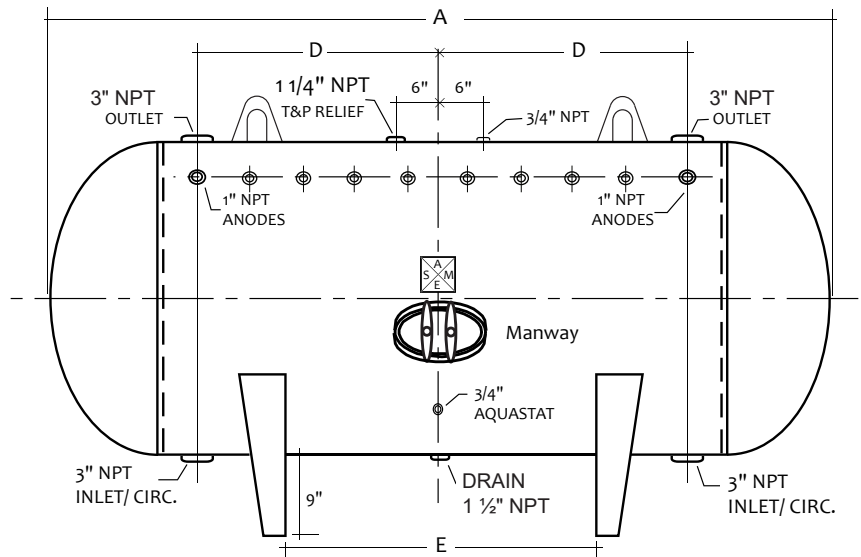 A
D
D
6"
6"
1 1/4" NPT
T&P RELIEF
3" NPT
OUTLET
3/4" NPT
3" NPT
OUTLET
1" NPT
ANODES
1" NPT
ANODES
A
S M
E
Manway
3/4"
AQUASTAT
3" NPT
INLET/ CIRC.
9"
DRAIN
1 ½" NPT
3" NPT
INLET/ CIRC.
E